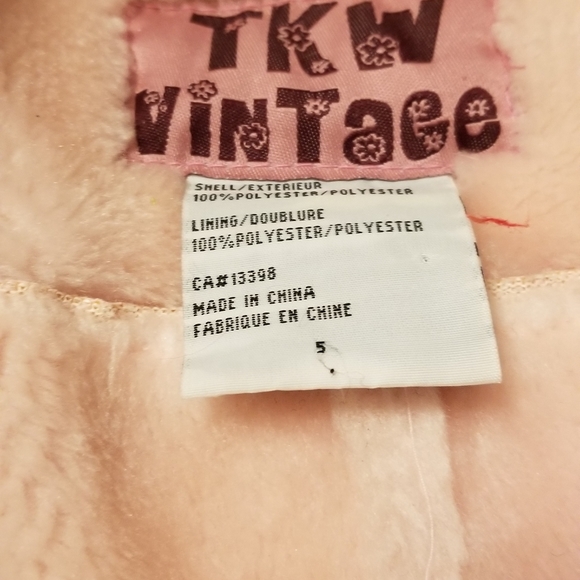 TKW
VINTAGE
SHELL/EXTERIEUR
100%POLYESTER/POLYESTER
LINING/DOUBLURE
100%POLYESTER/POLYESTER
CA#13398
MADE IN CHINA
FABRIQUE EN CHINE
5